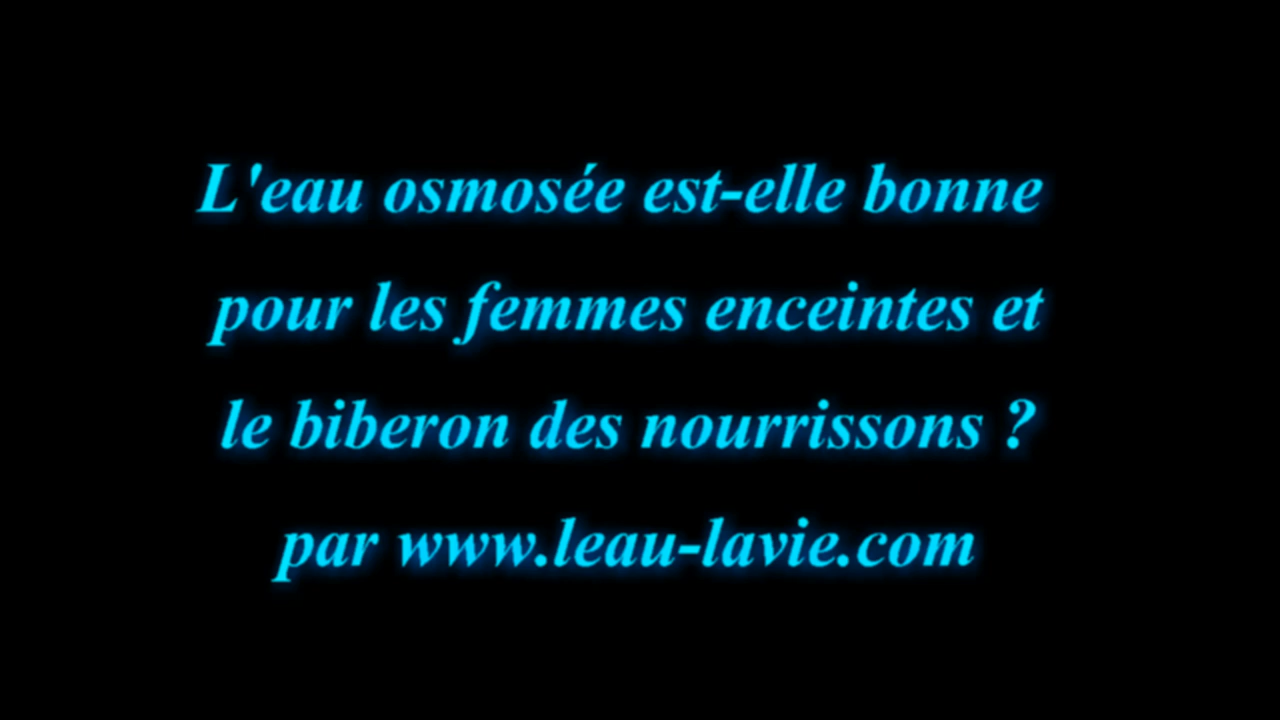 L'eau osmosée est-elle bonne
pour les femmes enceintes et
le biberon des nourrissons ?
par www.leau-lavie.com